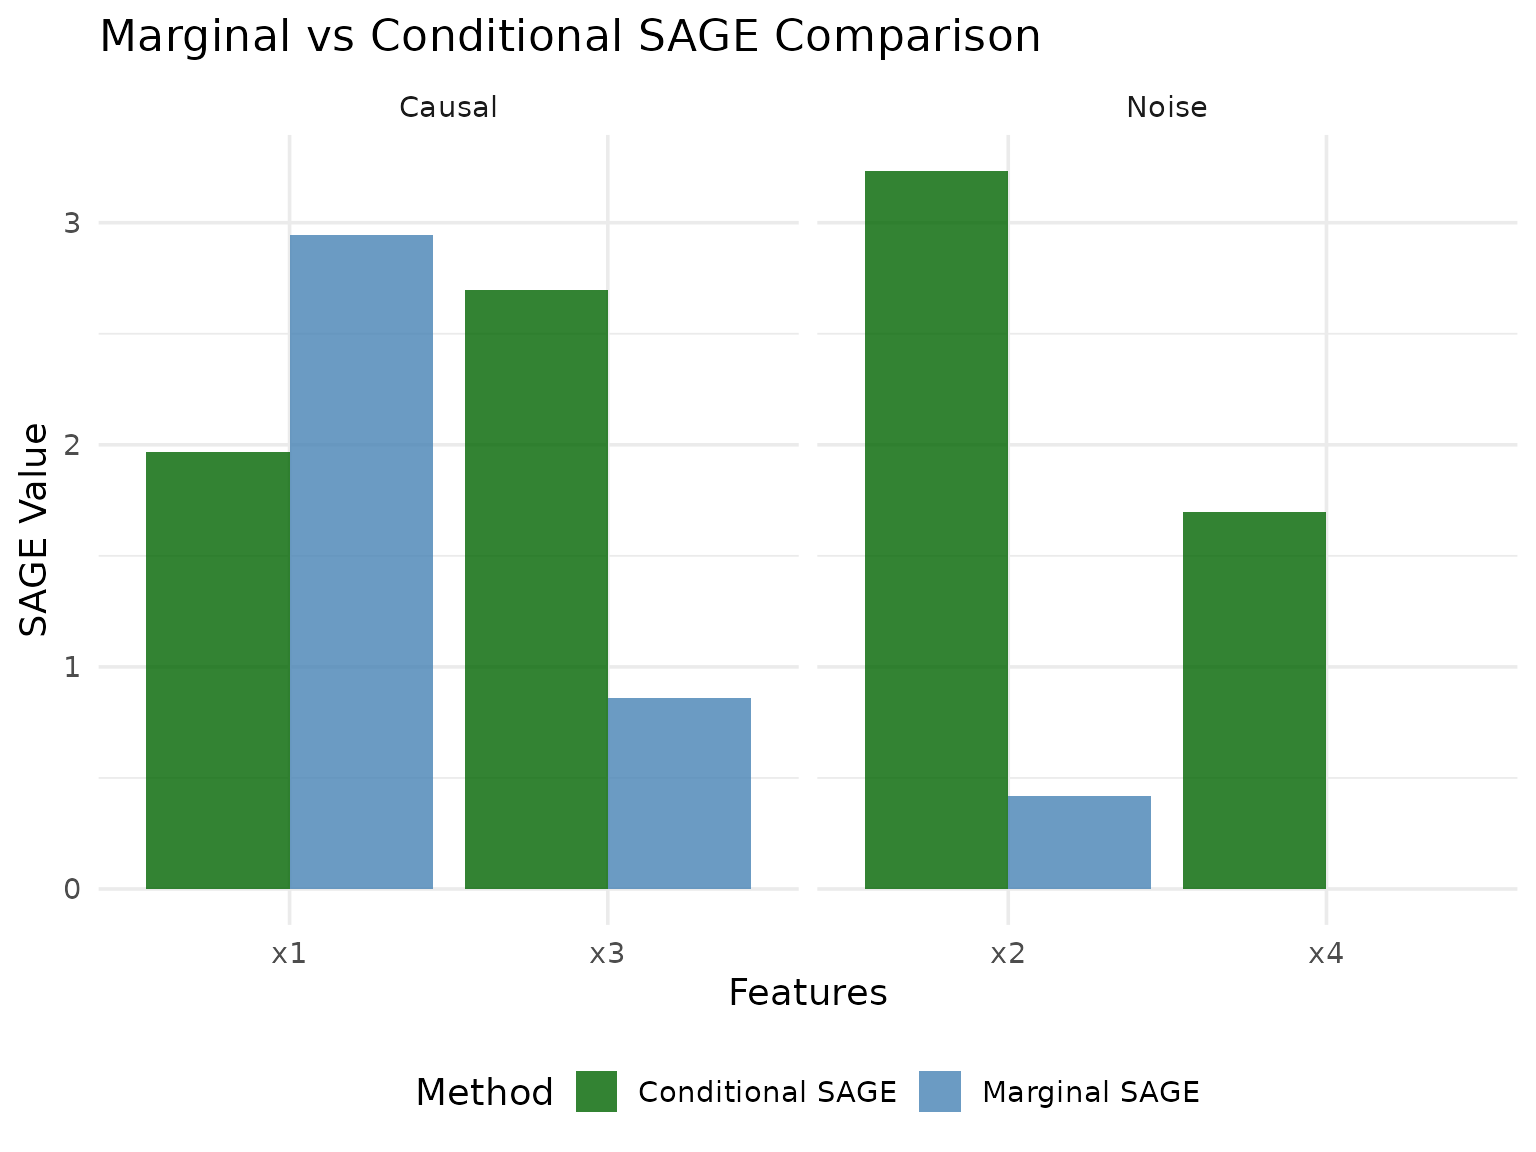 Marginal vs Conditional SAGE Comparison
Causal
Noise
SAGE Value
3
2
1
0
x1
x3
x2
x4
Features
Method
Conditional SAGE
Marginal SAGE